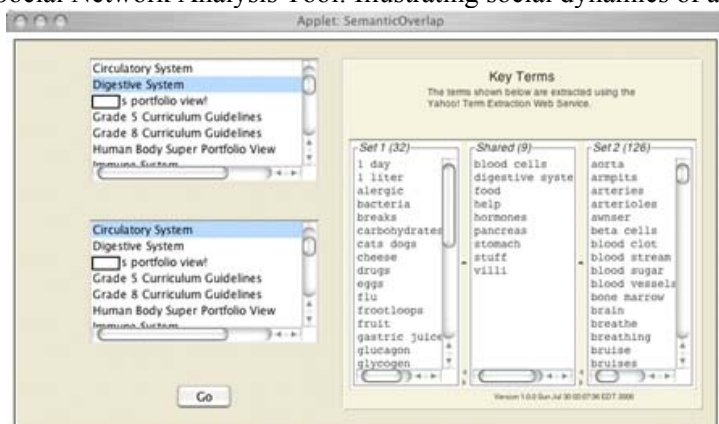 Social Network Analysis Tool: Illustrating social dynamics of a
Applet: SemanticOverlap
Circulatory System
Digestive System
s portfolio view!
Grade 5 Curriculum Guidelines
Grade 8 Curriculum Guidelines
Human Body Super Portfolio View
Immune System
Circulatory System
Digestive System
s portfolio view!
Grade 5 Curriculum Guidelines
Grade 8 Curriculum Guidelines
Human Body Super Portfolio View
Immune System
Go
Key Terms
The terms shown below are extracted using the
Yahoo! Term Extraction Web Service.
Set 1 (32)
1 day
1 liter
alergic
bacteria
breaks
carbohydrates
cats dogs
cheese
drugs
eggs
flu
frootloops
fruit
gastric juice
glucagon
glycogen
Shared (9)
blood cells
digestive syste
food
help
hormones
pancreas
stomach
stuff
villi
Set 2 (126)
aorta
armpits
arteries
arterioles
awnser
beta cells
blood clot
blood stream
blood sugar
blood vessels
bone marrow
brain
breathe
breathing
bruise
bruises
Version 1.0.0 Sun Jul 30 00:07:36 EDT 2006